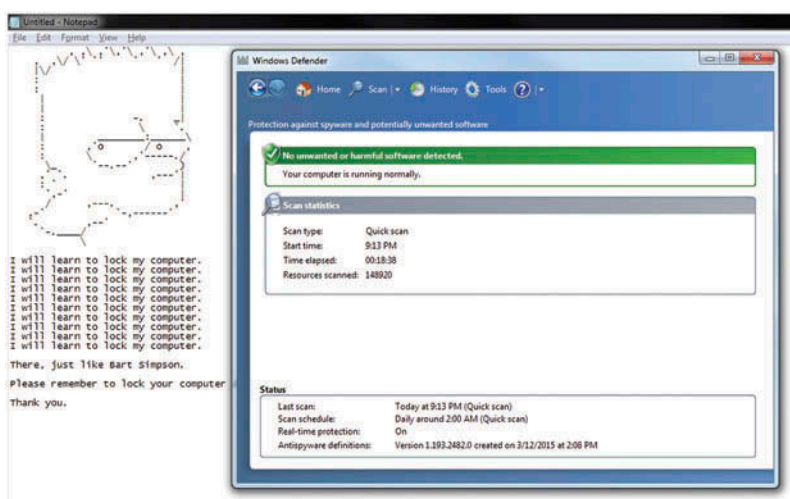 Untitled - Notepad
File Edit Format View Help
I will learn to lock my computer.
I will learn to lock my computer.
I will learn to lock my computer.
I will learn to lock my computer.
I will learn to lock my computer.
I will learn to lock my computer.
I will learn to lock my computer.
I will learn to lock my computer.
I will learn to lock my computer.
I will learn to lock my computer.
There, just like Bart Simpson.
Please remember to lock your computer
Thank you.
Windows Defender
Home Scan History Tools
Protection against spyware and potentially unwanted software
No unwanted or harmful software detected.
Your computer is running normally.
Scan statistics
Scan type: Quick scan
Start time: 9:13 PM
Time elapsed: 00:18:38
Resources scanned: 148920
Status
Last scan: Today at 9:13 PM (Quick scan)
Scan schedule: Daily around 2:00 AM (Quick scan)
Real-time protection: On
Antispyware definitions: Version 1.193.2482.0 created on 3/12/2015 at 2:08 PM